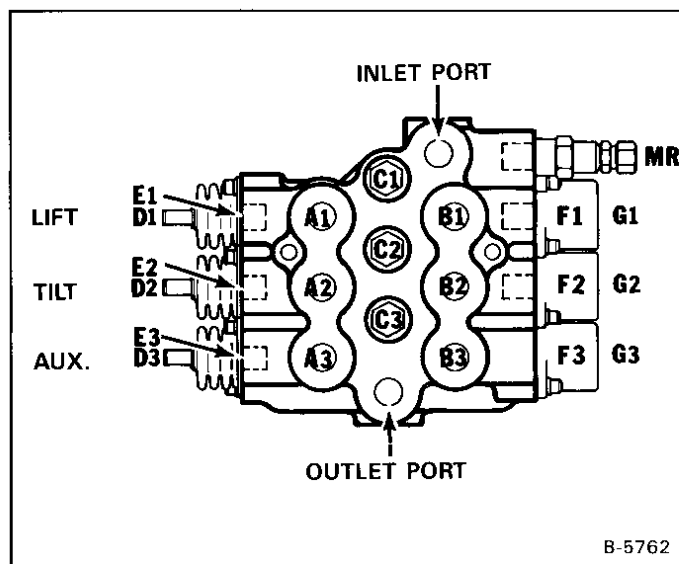 INLET PORT
MR
C1
E1
LIFT D1 A1 B1 F1 G1
C2
E2
TILT D2 A2 B2 F2 G2
C3
E3
AUX. D3 A3 B3 F3 G3
OUTLET PORT
B-5762